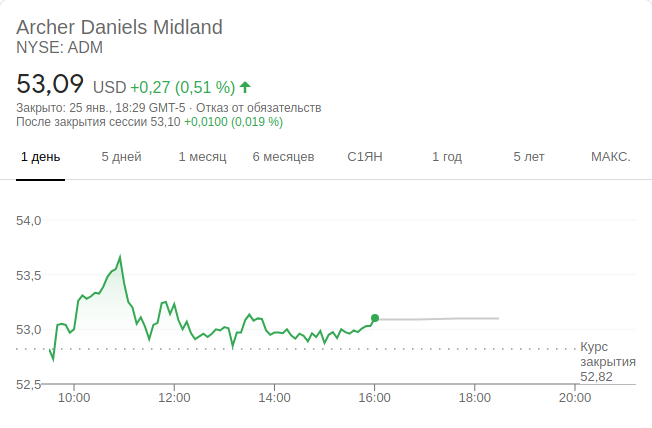 Archer Daniels Midland
NYSE: ADM
53,09 USD +0,27 (0,51 %)
Закрыто: 25 янв., 18:29 GMT-5 · Отказ от обязательств
После закрытия сессии 53,10 +0,0100 (0,019 %)
1 день 5 дней 1 месяц 6 месяцев С1ЯН 1 год 5 лет МАКС.
54,0
53,5
53,0
Курс
закрытия
52,82
52,5
10:00 12:00 14:00 16:00 18:00 20:00